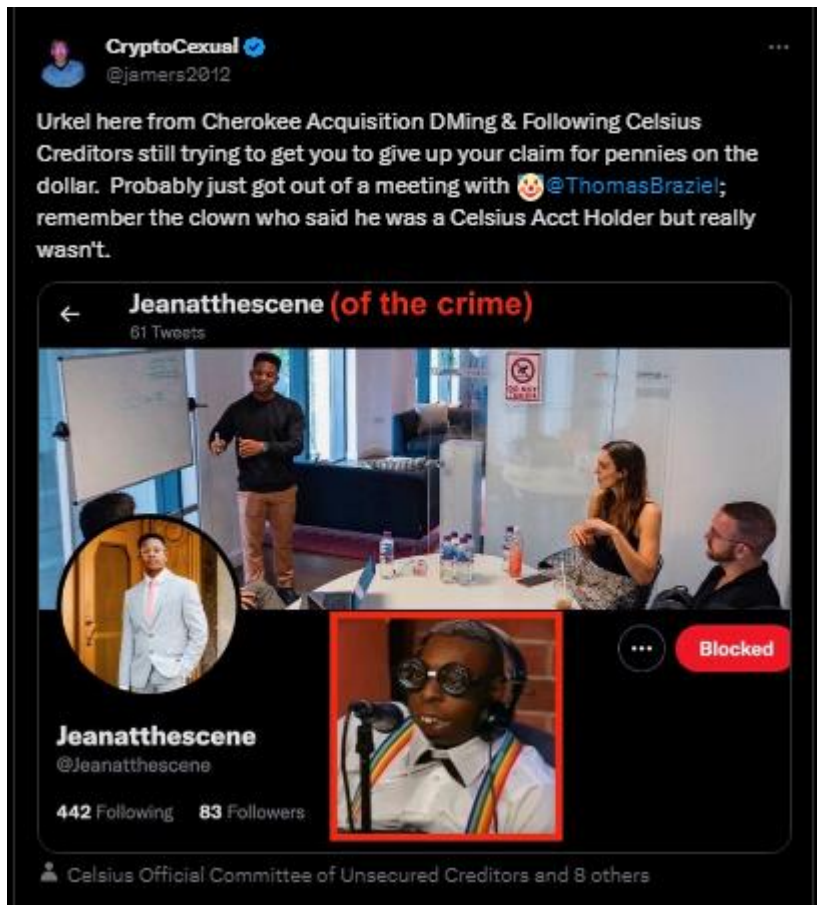 CryptoCexual
@jamers2012
Urkel here from Cherokee Acquisition DMing & Following Celsius
Creditors still trying to get you to give up your claim for pennies on the
dollar. Probably just got out of a meeting with 🤡@ThomasBraziel;
remember the clown who said he was a Celsius Acct Holder but really
wasn't.
Jeanatthescene (of the crime)
61 Tweets
Blocked
Jeanatthescene
@Jeanatthescene
442 Following 83 Followers
Celsius Official Committee of Unsecured Creditors and 8 others